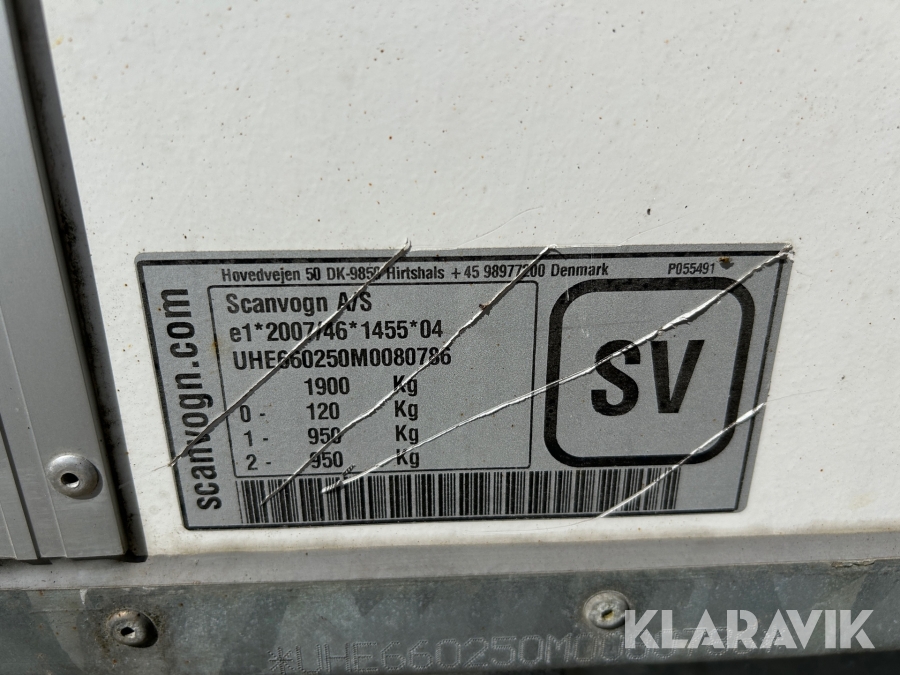 Hovedvejen 50 DK-9850 Hirtshals + 45 98977200 Denmark P055491
scanvogn.com
Scanvogn A/S
e1*2007/46*1455*04
UHE660250M0080786
1900 Kg
0 - 120 Kg
1 - 950 Kg
2 - 950 Kg
SV
KLARAVIK